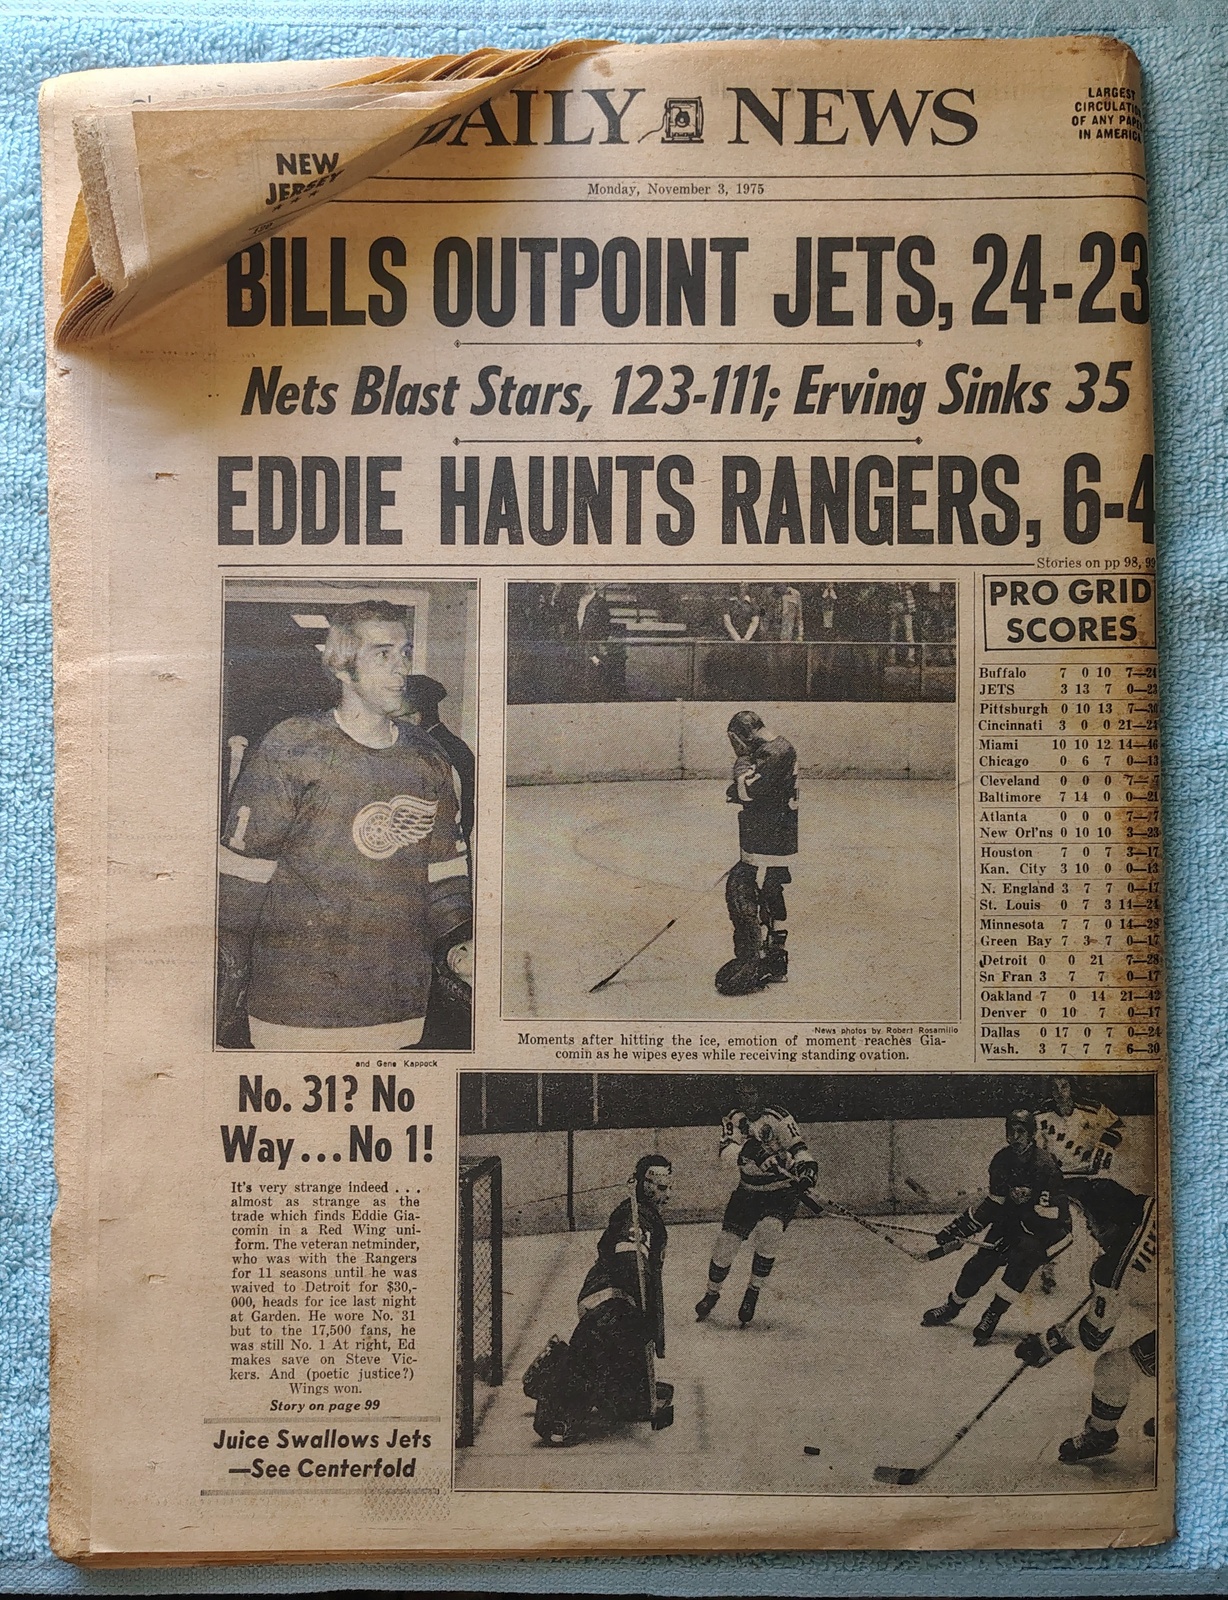 DAILY NEWS
LARGEST
CIRCULATION
OF ANY PAPER
IN AMERICA
NEW
JERSEY
★ ★ ★
Monday, November 3, 1975
BILLS OUTPOINT JETS, 24-23
Nets Blast Stars, 123-111; Erving Sinks 35
EDDIE HAUNTS RANGERS, 6-4
Stories on pp 98, 99
PRO GRID
SCORES
Buffalo 7 0 10 7—24
JETS 3 13 7 0—23
Pittsburgh 0 10 13 7—30
Cincinnati 3 0 0 21—24
Miami 10 10 12 14—46
Chicago 0 6 7 0—13
Cleveland 0 0 0 7—7
Baltimore 7 14 0 0—21
Atlanta 0 0 0 7—7
New Orl'ns 0 10 10 3—23
Houston 7 0 7 3—17
Kan. City 3 10 0 0—13
N. England 3 7 7 0—17
St. Louis 0 7 3 14—24
Minnesota 7 7 0 14—28
Green Bay 7 3 7 0—17
Detroit 0 0 21 7—28
Sn Fran 3 7 7 0—17
Oakland 7 0 14 21—42
Denver 0 10 7 0—17
Dallas 0 17 0 7 0—24
Wash. 3 7 7 7 6—30
News photos by Robert Rosamilio
Moments after hitting the ice, emotion of moment reaches Gia-
comin as he wipes eyes while receiving standing ovation.
and Gene Kappock
No. 31? No
Way...No 1!
It's very strange indeed . . .
almost as strange as the
trade which finds Eddie Gia-
comin in a Red Wing uni-
form. The veteran netminder,
who was with the Rangers
for 11 seasons until he was
waived to Detroit for $30,-
000, heads for ice last night
at Garden. He wore No. 31
but to the 17,500 fans, he
was still No. 1 At right, Ed
makes save on Steve Vic-
kers. And (poetic justice?)
Wings won.
Story on page 99
Juice Swallows Jets
—See Centerfold
1
19
2
VICK
8